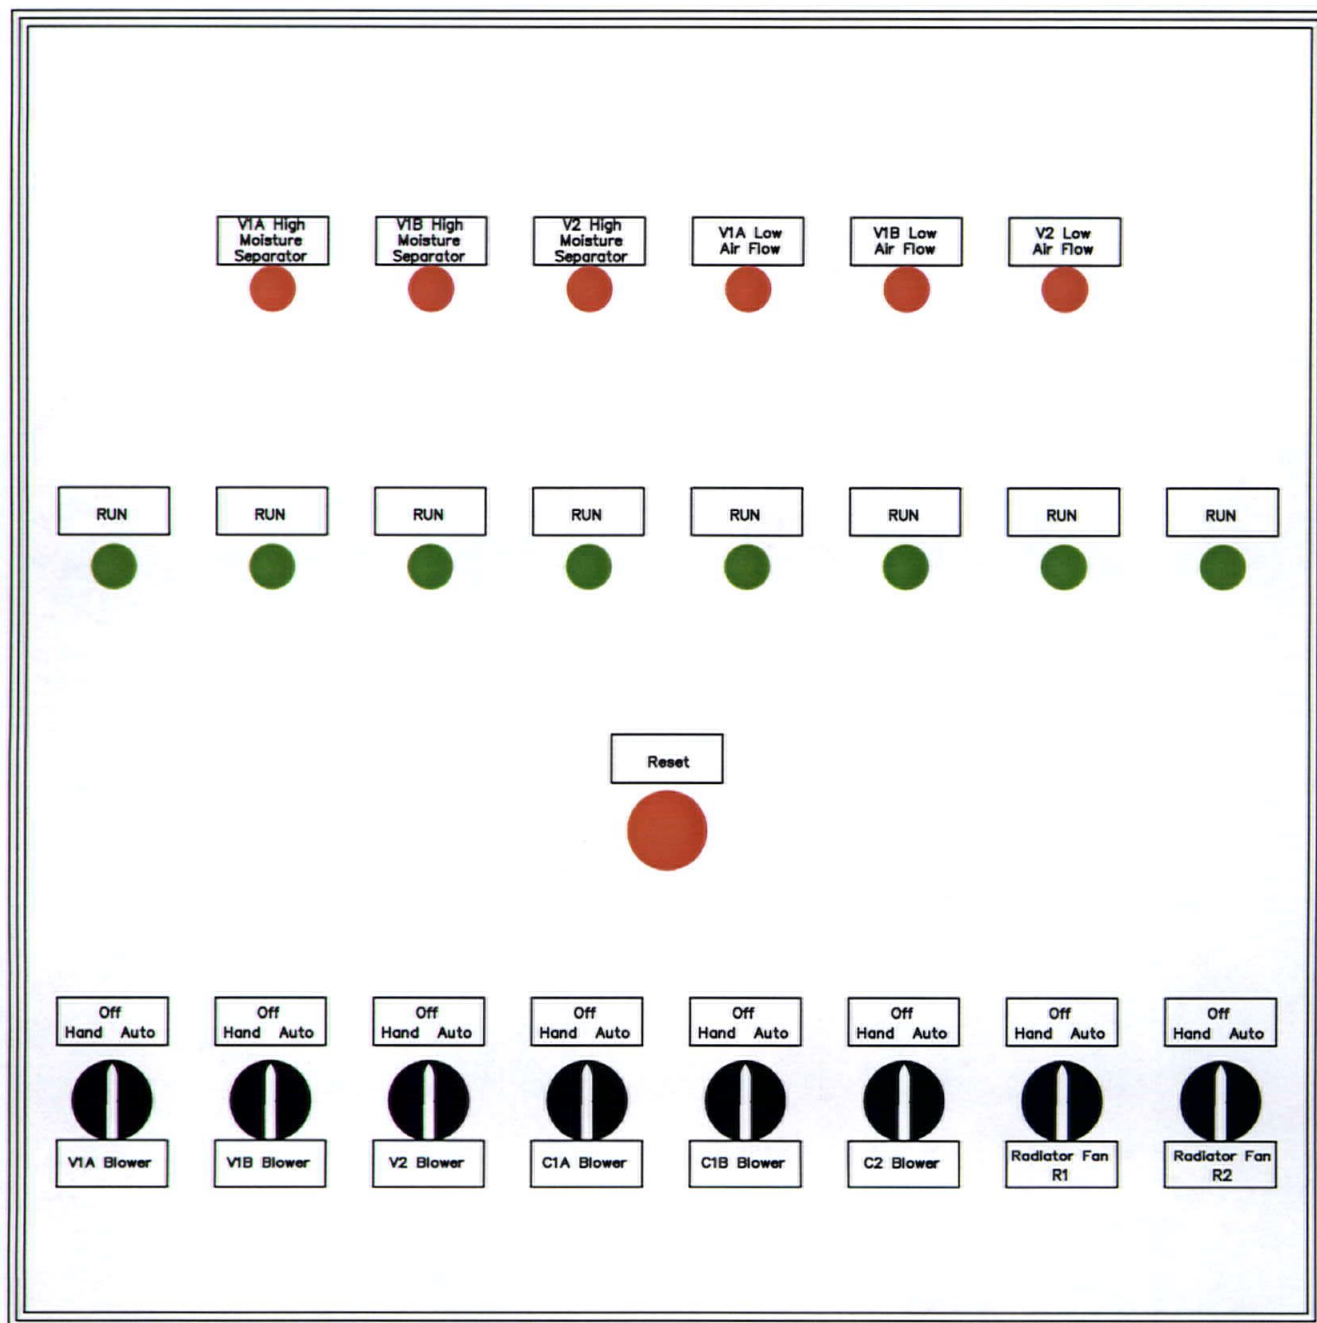 V1A High
Moisture
Separator
V1B High
Moisture
Separator
V2 High
Moisture
Separator
V1A Low
Air Flow
V1B Low
Air Flow
V2 Low
Air Flow
RUN
RUN
RUN
RUN
RUN
RUN
RUN
RUN
Reset
Off
Hand Auto
Off
Hand Auto
Off
Hand Auto
Off
Hand Auto
Off
Hand Auto
Off
Hand Auto
Off
Hand Auto
Off
Hand Auto
V1A Blower
V1B Blower
V2 Blower
C1A Blower
C1B Blower
C2 Blower
Radiator Fan
R1
Radiator Fan
R2